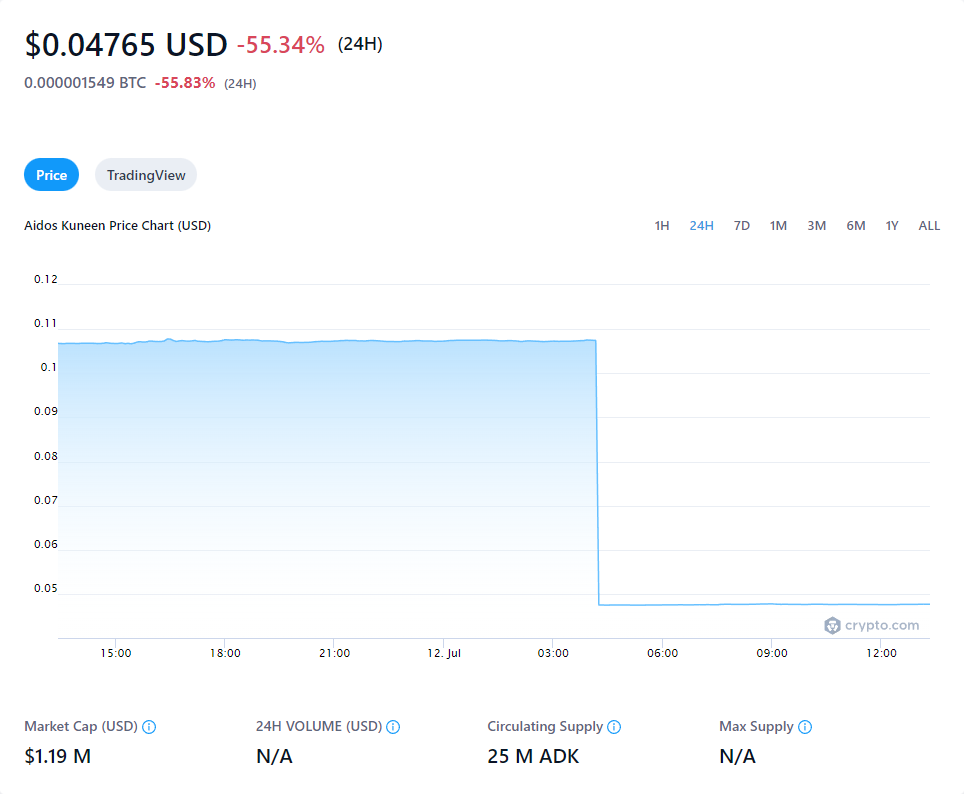 $0.04765 USD -55.34% (24H)
0.000001549 BTC -55.83% (24H)
Price TradingView
Aidos Kuneen Price Chart (USD) 1H 24H 7D 1M 3M 6M 1Y ALL
0.12
0.11
0.1
0.09
0.08
0.07
0.06
0.05
crypto.com
15:00 18:00 21:00 12. Jul 03:00 06:00 09:00 12:00
Market Cap (USD) 24H VOLUME (USD) Circulating Supply Max Supply
$1.19 M N/A 25 M ADK N/A